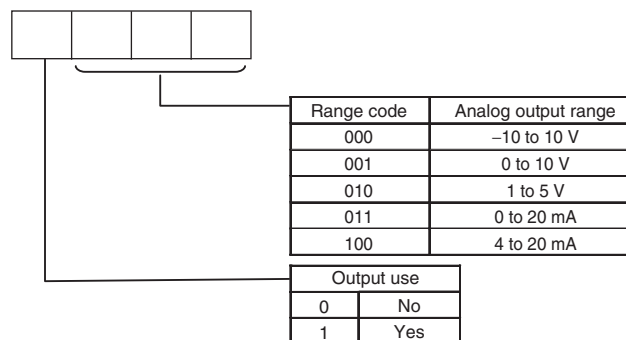 Range code Analog output range
000 –10 to 10 V
001 0 to 10 V
010 1 to 5 V
011 0 to 20 mA
100 4 to 20 mA
Output use
0 No
1 Yes